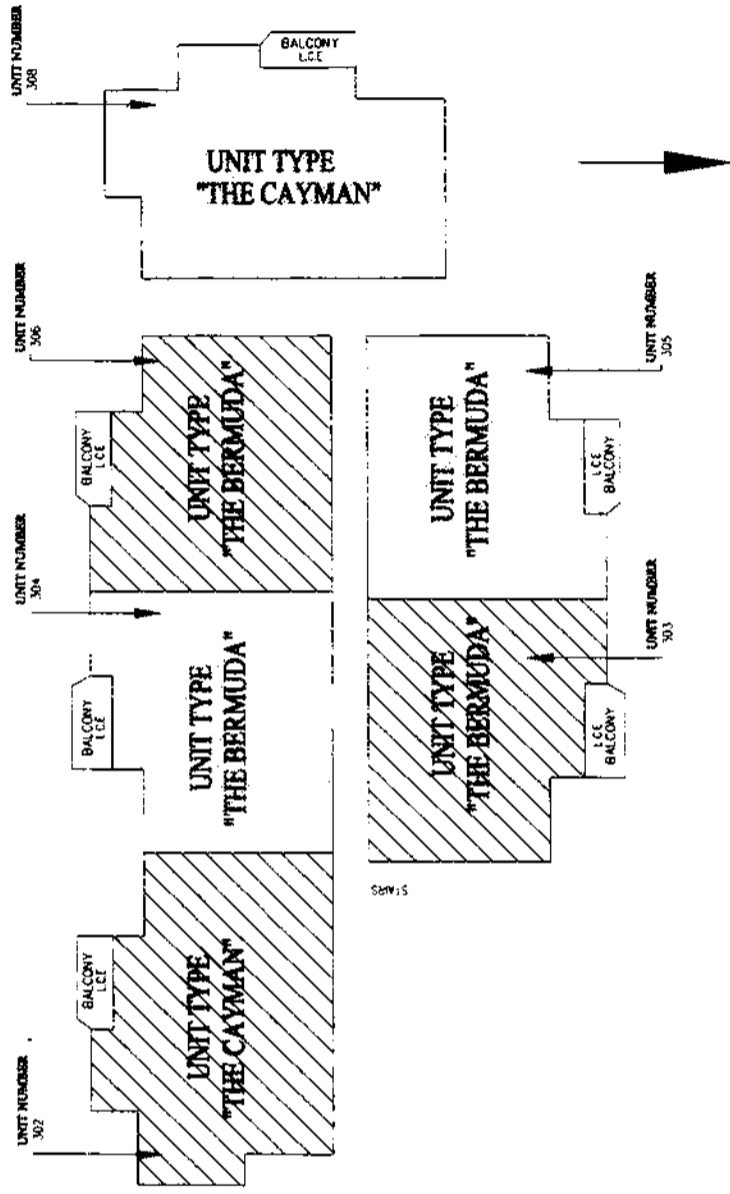 UNIT NUMBER
308
BALCONY
L.C.E
UNIT TYPE
"THE CAYMAN"
UNIT NUMBER
306
BALCONY
L.C.E
UNIT TYPE
"THE BERMUDA"
UNIT TYPE
"THE BERMUDA"
UNIT NUMBER
305
L.C.E
BALCONY
UNIT NUMBER
304
BALCONY
L.C.E
UNIT TYPE
"THE BERMUDA"
UNIT TYPE
"THE BERMUDA"
UNIT NUMBER
303
L.C.E
BALCONY
STAIRS
UNIT NUMBER
302
BALCONY
L.C.E
UNIT TYPE
"THE CAYMAN"